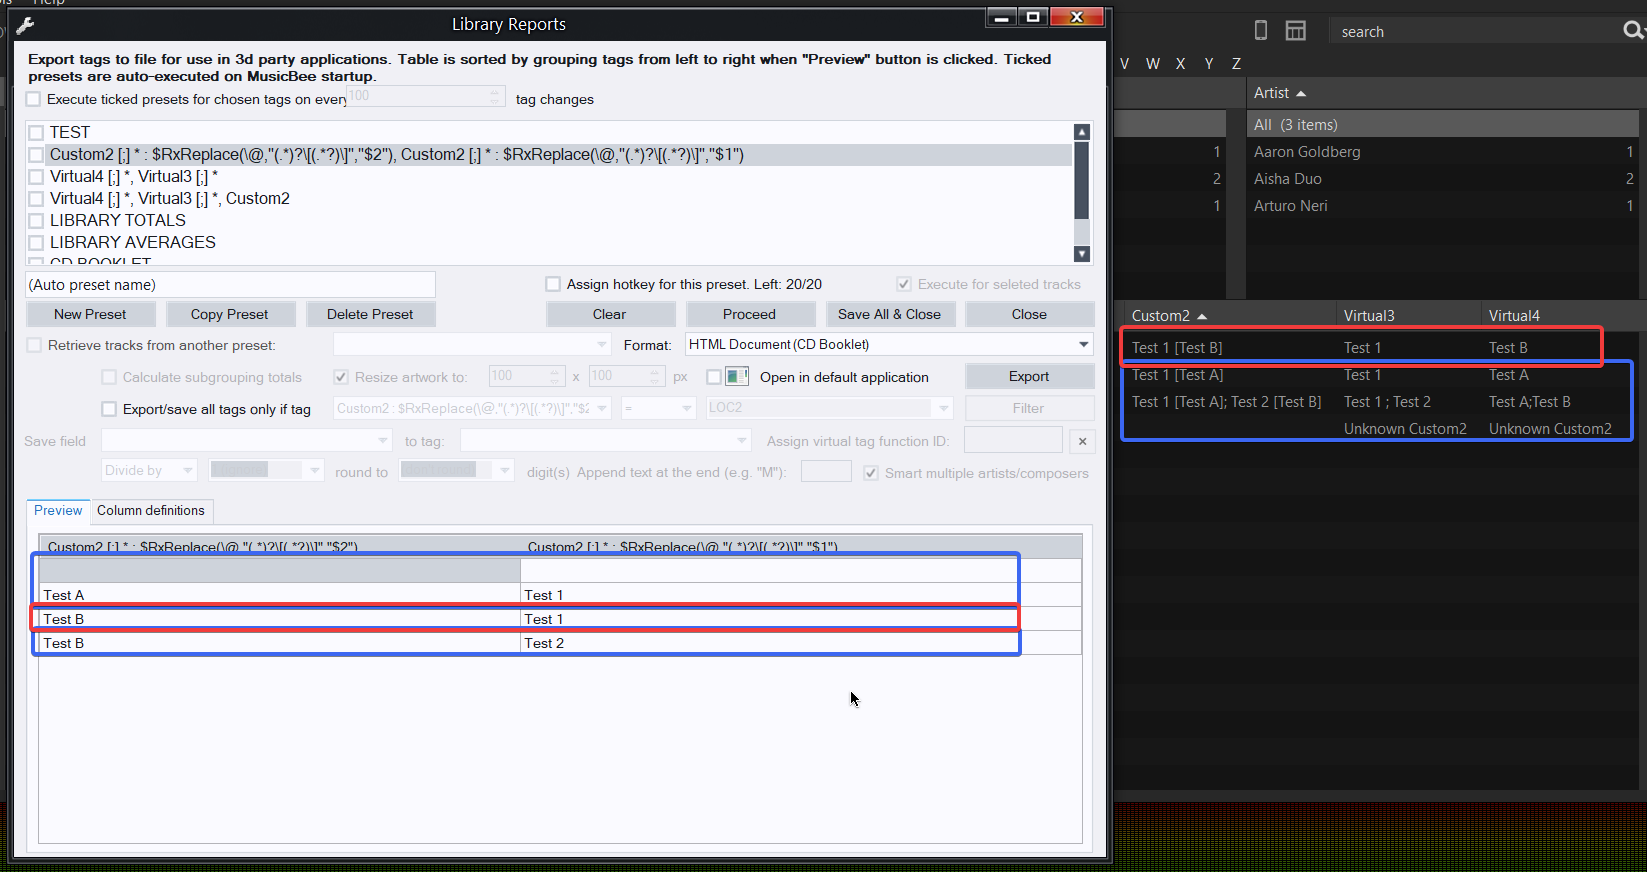 Help
Library Reports
Export tags to file for use in 3d party applications. Table is sorted by grouping tags from left to right when "Preview" button is clicked. Ticked
presets are auto-executed on MusicBee startup.
Execute ticked presets for chosen tags on every 100 tag changes
TEST
Custom2 [;] * : $RxReplace(\@,"(.*)?\[(.*?)\]","$2"), Custom2 [;] * : $RxReplace(\@,"(.*)?\[(.*?)\]","$1")
Virtual4 [;] *, Virtual3 [;] *
Virtual4 [;] *, Virtual3 [;] *, Custom2
LIBRARY TOTALS
LIBRARY AVERAGES
CD BOOKLET
(Auto preset name)
Assign hotkey for this preset. Left: 20/20
Execute for seleted tracks
New Preset Copy Preset Delete Preset Clear Proceed Save All & Close Close
Retrieve tracks from another preset:
Format: HTML Document (CD Booklet)
Calculate subgrouping totals Resize artwork to: 100 x 100 px Open in default application Export
Export/save all tags only if tag Custom2 : $RxReplace(\@,"(.*)?\[(.*?)\]","$2 = LOC2 Filter
Save field to tag: Assign virtual tag function ID: ×
Divide by round to digit(s) Append text at the end (e.g. "M"): Smart multiple artists/composers
Preview Column definitions
Custom2 [;] * : $RxReplace(\@,"(.*)?\[(.*?)\]","$2") Custom2 [;] * : $RxReplace(\@,"(.*)?\[(.*?)\]","$1")
Test A Test 1
Test B Test 1
Test B Test 2
search
V W X Y Z
Artist
All (3 items)
1 Aaron Goldberg 1
2 Aisha Duo 2
1 Arturo Neri 1
Custom2 Virtual3 Virtual4
Test 1 [Test B] Test 1 Test B
Test 1 [Test A] Test 1 Test A
Test 1 [Test A]; Test 2 [Test B] Test 1 ; Test 2 Test A;Test B
Unknown Custom2 Unknown Custom2